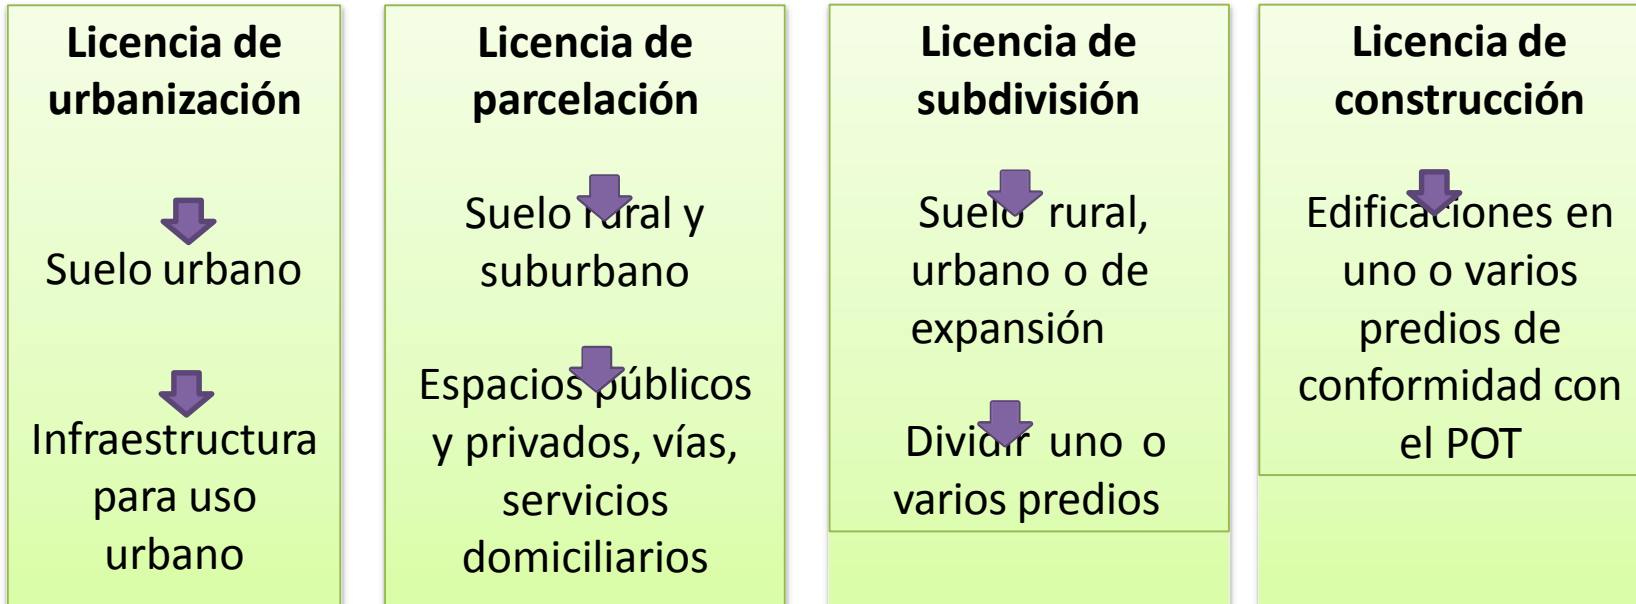 Licencia de
urbanización
Suelo urbano
Infraestructura
para uso
urbano
Licencia de
parcelación
Suelo rural y
suburbano
Espacios públicos
y privados, vías,
servicios
domiciliarios
Licencia de
subdivisión
Suelo rural,
urbano o de
expansión
Dividir uno o
varios predios
Licencia de
construcción
Edificaciones en
uno o varios
predios de
conformidad con
el POT